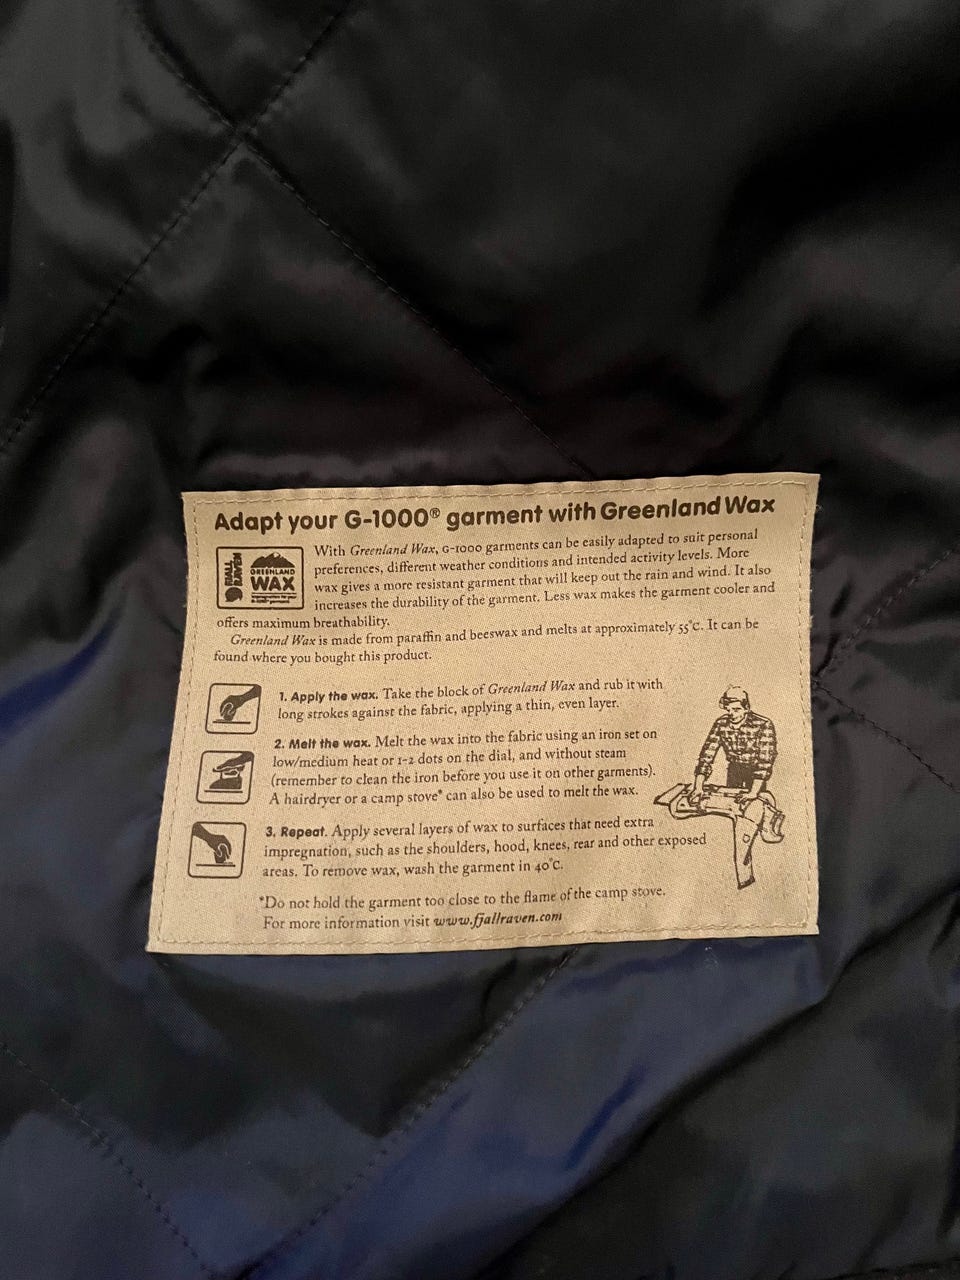 Adapt your G-1000® garment with Greenland Wax
FJÄLL
RÄVEN
GREENLAND
WAX
With Greenland Wax, G-1000 garments can be easily adapted to suit personal
preferences, different weather conditions and intended activity levels. More
wax gives a more resistant garment that will keep out the rain and wind. It also
increases the durability of the garment. Less wax makes the garment cooler and
offers maximum breathability.
Greenland Wax is made from paraffin and beeswax and melts at approximately 55°C. It can be
found where you bought this product.
1. Apply the wax. Take the block of Greenland Wax and rub it with
long strokes against the fabric, applying a thin, even layer.
2. Melt the wax. Melt the wax into the fabric using an iron set on
low/medium heat or 1-2 dots on the dial, and without steam
(remember to clean the iron before you use it on other garments).
A hairdryer or a camp stove* can also be used to melt the wax.
3. Repeat. Apply several layers of wax to surfaces that need extra
impregnation, such as the shoulders, hood, knees, rear and other exposed
areas. To remove wax, wash the garment in 40°C.
*Do not hold the garment too close to the flame of the camp stove.
For more information visit www.fjallraven.com